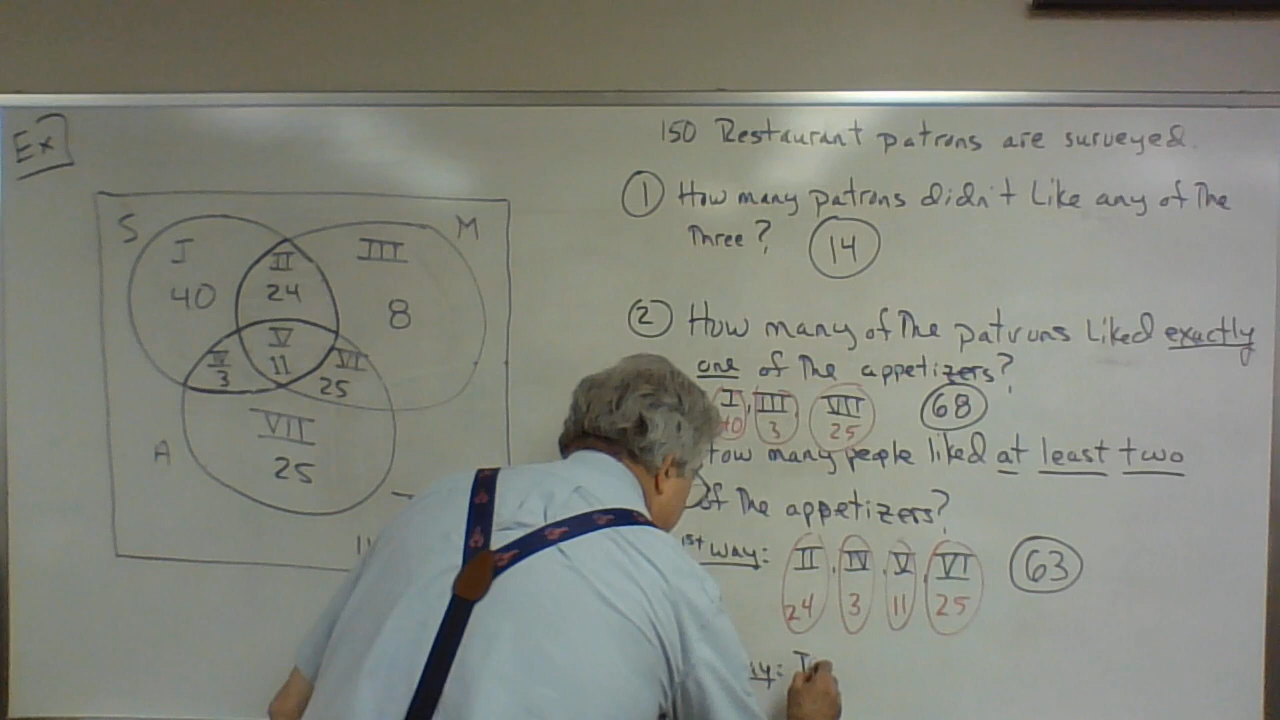 Ex
150 Restaurant patrons are surveyed.
① How many patrons didn't like any of The
Three? 14
S M
I II III
40 24 8
IV V VI
3 11 25
VII
25
A
② How many of The patrons liked exactly
one of The appetizers?
I, III, VII 68
3 25
many people liked at least two
of The appetizers?
1st way: II, IV, V, VI 63
24 3 11 25